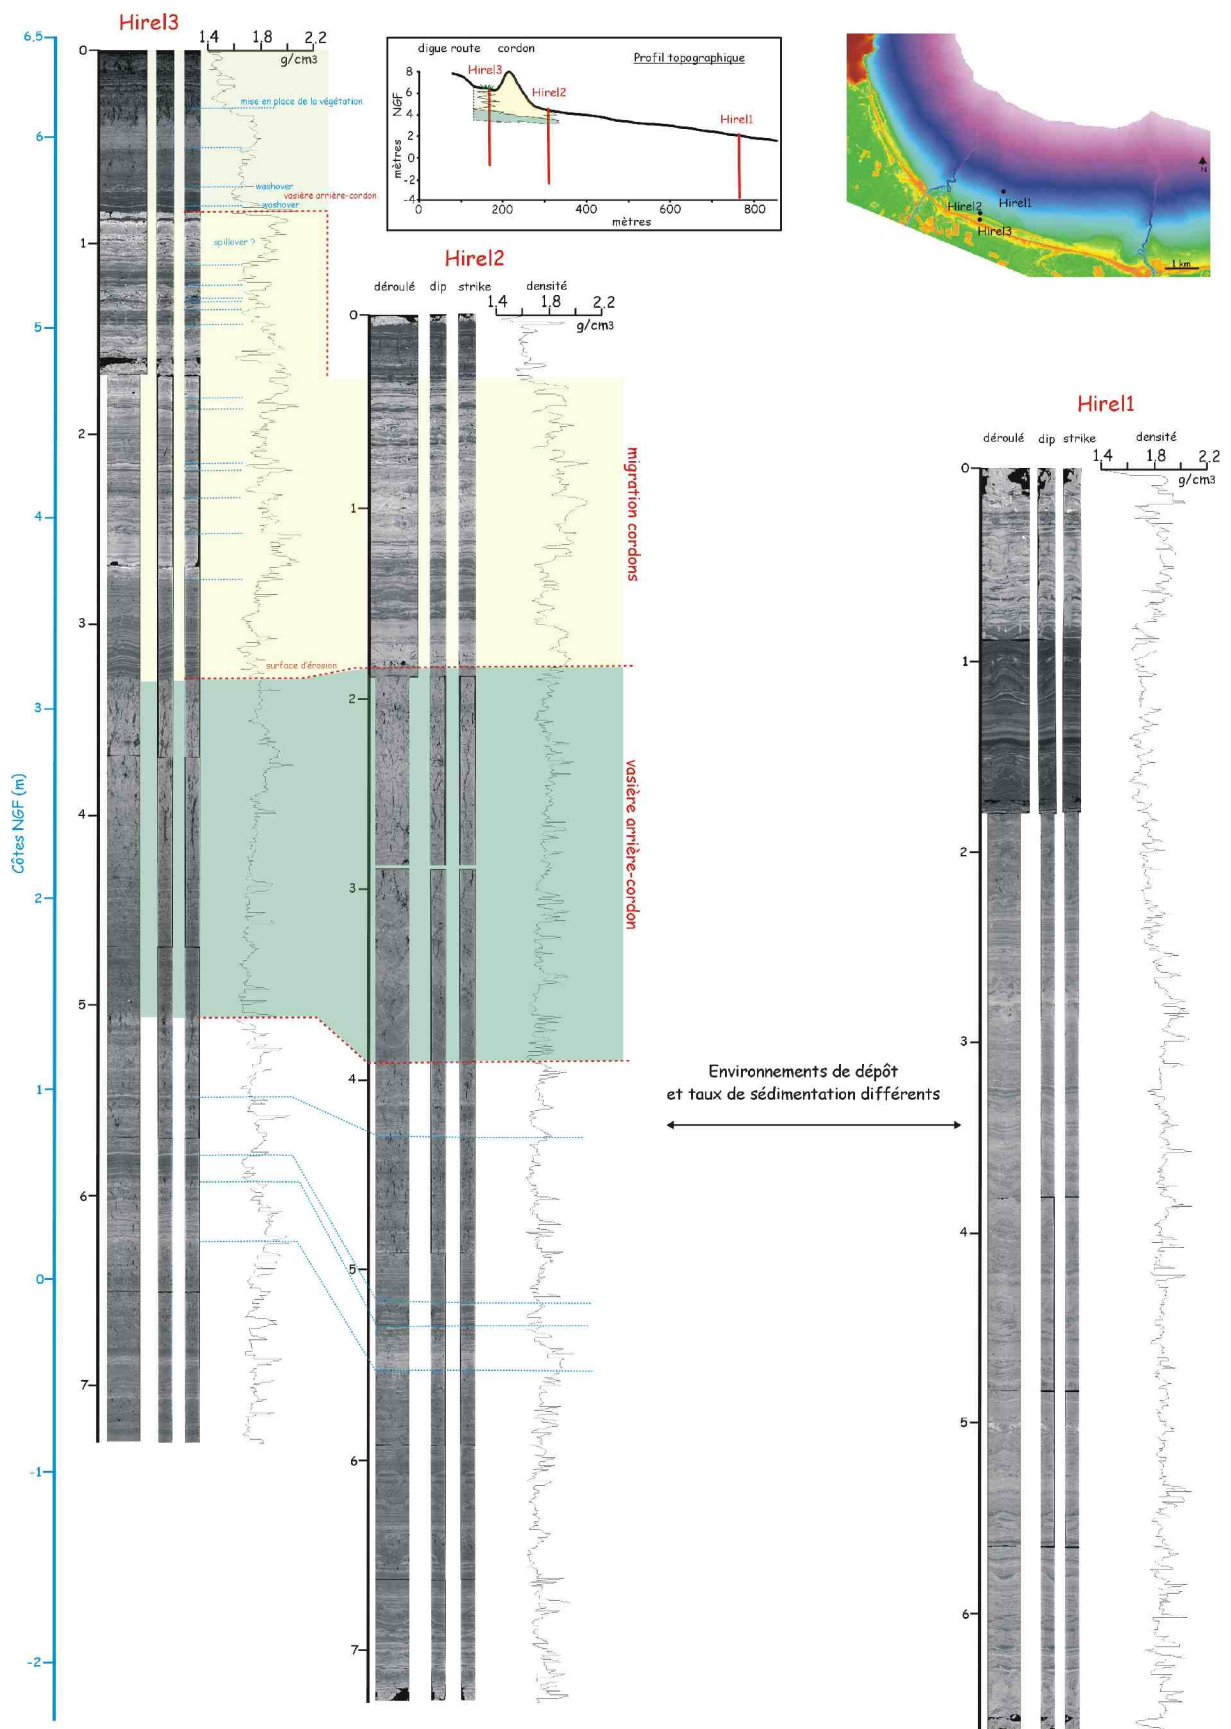 Hirel3
6,5
6
5
4
3
2
1
0
-1
-2
Côtes NGF (m)
1.4 1.8 2.2
g/cm3
0
1
2
3
4
5
6
7
mise en place de la végétation
washover
vasière arrière-cordon
washover
spillover ?
surface d'érosion
digue route cordon
Profil topographique
Hirel3
Hirel2
Hirel1
mètres NGF
8
6
4
2
0
-2
-4
0 200 400 600 800
mètres
Hirel2
Hirel1
Hirel3
N
1 km
Hirel2
déroulé dip strike densité
1.4 1.8 2.2
g/cm3
0
1
2
3
4
5
6
7
migration cordons
vasière arrière-cordon
Environnements de dépôt
et taux de sédimentation différents
Hirel1
déroulé dip strike densité
1.4 1.8 2.2
g/cm3
0
1
2
3
4
5
6